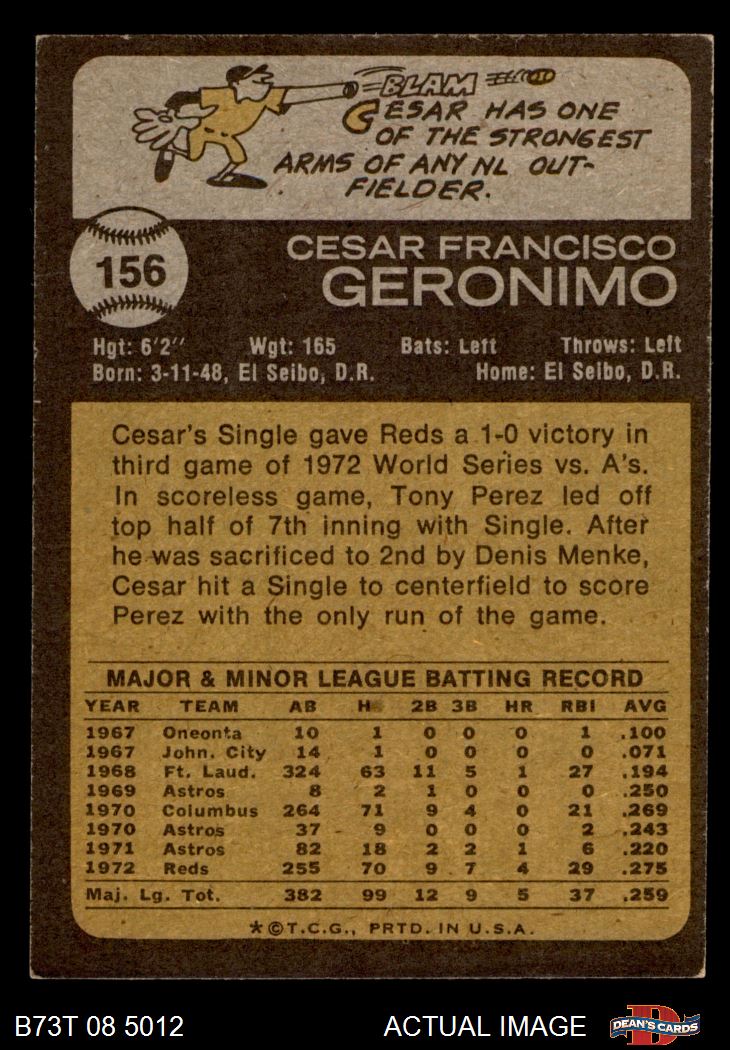 BLAM
CESAR HAS ONE
OF THE STRONGEST
ARMS OF ANY NL OUT-
FIELDER.
156
CESAR FRANCISCO
GERONIMO
Hgt: 6'2" Wgt: 165 Bats: Left Throws: Left
Born: 3-11-48, El Seibo, D.R. Home: El Seibo, D.R.
Cesar's Single gave Reds a 1-0 victory in
third game of 1972 World Series vs. A's.
In scoreless game, Tony Perez led off
top half of 7th inning with Single. After
he was sacrificed to 2nd by Denis Menke,
Cesar hit a Single to centerfield to score
Perez with the only run of the game.
MAJOR & MINOR LEAGUE BATTING RECORD
YEAR TEAM AB H 2B 3B HR RBI AVG
1967 Oneonta 10 1 0 0 0 1 .100
1967 John. City 14 1 0 0 0 0 .071
1968 Ft. Laud. 324 63 11 5 1 27 .194
1969 Astros 8 2 1 0 0 0 .250
1970 Columbus 264 71 9 4 0 21 .269
1970 Astros 37 9 0 0 0 2 .243
1971 Astros 82 18 2 2 1 6 .220
1972 Reds 255 70 9 7 4 29 .275
Maj. Lg. Tot. 382 99 12 9 5 37 .259
*©T.C.G., PRTD. IN U.S.A.
B73T 08 5012 ACTUAL IMAGE DEAN'S CARDS